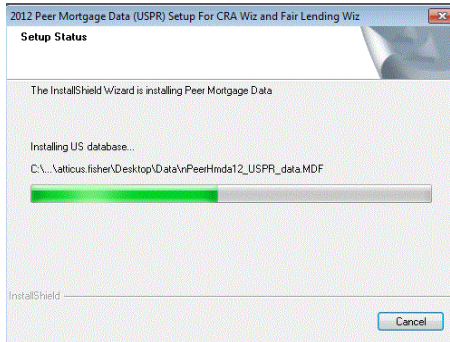 2012 Peer Mortgage Data (USPR) Setup For CRA Wiz and Fair Lending Wiz
Setup Status
The InstallShield Wizard is installing Peer Mortgage Data
Installing US database...
C:\...\atticus.fisher\Desktop\Data\nPeerHmda12_USPR_data.MDF
InstallShield
Cancel